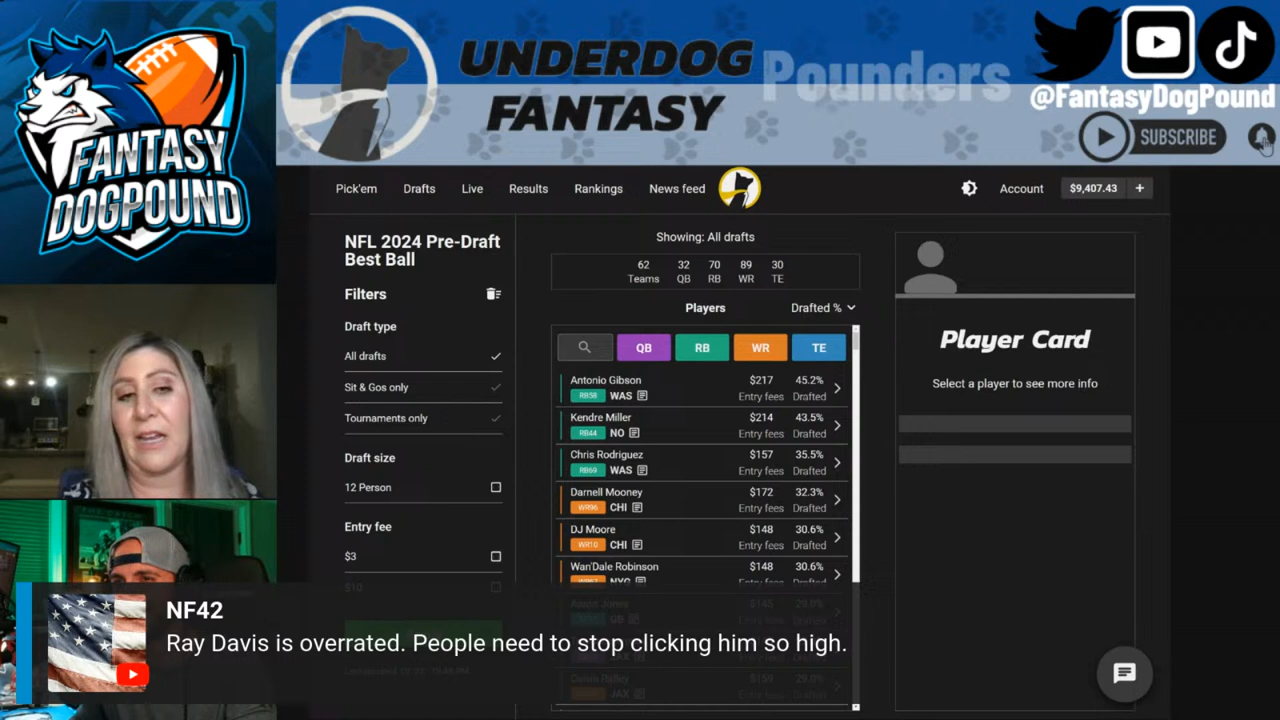 FANTASY
DOGPOUND
UNDERDOG
FANTASY
Pounders
@FantasyDogPound
SUBSCRIBE
Pick'em Drafts Live Results Rankings News feed
Account
$9,407.43 +
NFL 2024 Pre-Draft
Best Ball
Filters
Draft type
All drafts
Sit & Gos only
Tournaments only
Draft size
12 Person
Entry fee
$3
$10
Showing: All drafts
62 32 70 89 30
Teams QB RB WR TE
Players Drafted %
QB RB WR TE
Antonio Gibson $217 45.2%
RB58 WAS Entry fees Drafted
Kendre Miller $214 43.5%
RB44 NO Entry fees Drafted
Chris Rodriguez $157 35.5%
RB69 WAS Entry fees Drafted
Darnell Mooney $172 32.3%
WR96 CHI Entry fees Drafted
DJ Moore $148 30.6%
WR10 CHI Entry fees Drafted
Wan'Dale Robinson $148 30.6%
NYG Entry fees Drafted
Player Card
Select a player to see more info
NF42
Ray Davis is overrated. People need to stop clicking him so high.